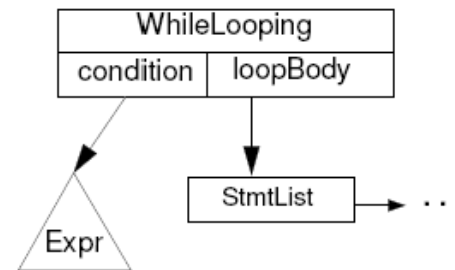 WhileLooping
condition loopBody
StmtList
. .
Expr